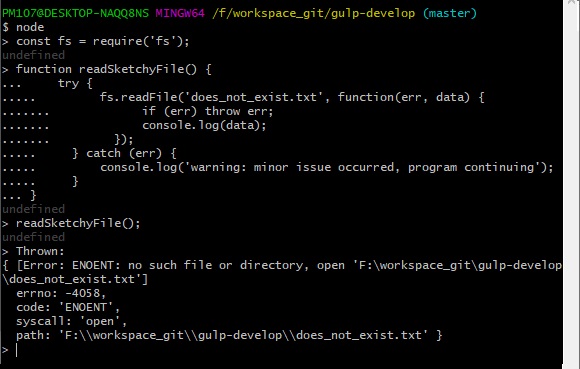 PM107@DESKTOP-NAQQ8NS MINGW64 /f/workspace_git/gulp-develop (master)
$ node
> const fs = require('fs');
undefined
> function readSketchyFile() {
...     try {
.....         fs.readFile('does_not_exist.txt', function(err, data) {
.......             if (err) throw err;
.......             console.log(data);
.......         });
.....     } catch (err) {
.....         console.log('warning: minor issue occurred, program continuing');
.....     }
... }
undefined
> readSketchyFile();
undefined
> Thrown:
{ [Error: ENOENT: no such file or directory, open 'F:\workspace_git\gulp-develop
\does_not_exist.txt']
  errno: -4058,
  code: 'ENOENT',
  syscall: 'open',
  path: 'F:\\workspace_git\\gulp-develop\\does_not_exist.txt' }
>